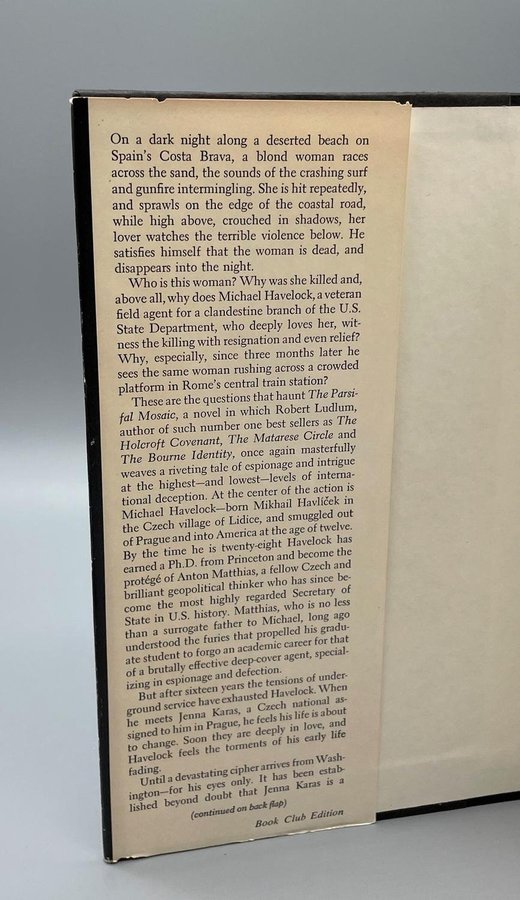 On a dark night along a deserted beach on
Spain's Costa Brava, a blond woman races
across the sand, the sounds of the crashing surf
and gunfire intermingling. She is hit repeatedly,
and sprawls on the edge of the coastal road,
while high above, crouched in shadows, her
lover watches the terrible violence below. He
satisfies himself that the woman is dead, and
disappears into the night.
Who is this woman? Why was she killed and,
above all, why does Michael Havelock, a veteran
field agent for a clandestine branch of the U.S.
State Department, who deeply loves her, wit-
ness the killing with resignation and even relief?
Why, especially, since three months later he
sees the same woman rushing across a crowded
platform in Rome's central train station?
These are the questions that haunt The Parsi-
fal Mosaic, a novel in which Robert Ludlum,
author of such number one best sellers as The
Holcroft Covenant, The Matarese Circle and
The Bourne Identity, once again masterfully
weaves a riveting tale of espionage and intrigue
at the highest—and lowest—levels of interna-
tional deception. At the center of the action is
Michael Havelock—born Mikhail Havlíček in
the Czech village of Lidice, and smuggled out
of Prague and into America at the age of twelve.
By the time he is twenty-eight Havelock has
earned a Ph.D. from Princeton and become the
protégé of Anton Matthias, a fellow Czech and
brilliant geopolitical thinker who has since be-
come the most highly regarded Secretary of
State in U.S. history. Matthias, who is no less
than a surrogate father to Michael, long ago
understood the furies that propelled his gradu-
ate student to forgo an academic career for that
of a brutally effective deep-cover agent, special-
izing in espionage and defection.
But after sixteen years the tensions of under-
ground service have exhausted Havelock. When
he meets Jenna Karas, a Czech national as-
signed to him in Prague, he feels his life is about
to change. Soon they are deeply in love, and
Havelock feels the torments of his early life
fading.
Until a devastating cipher arrives from Wash-
ington—for his eyes only. It has been estab-
lished beyond doubt that Jenna Karas is a
(continued on back flap)
Book Club Edition